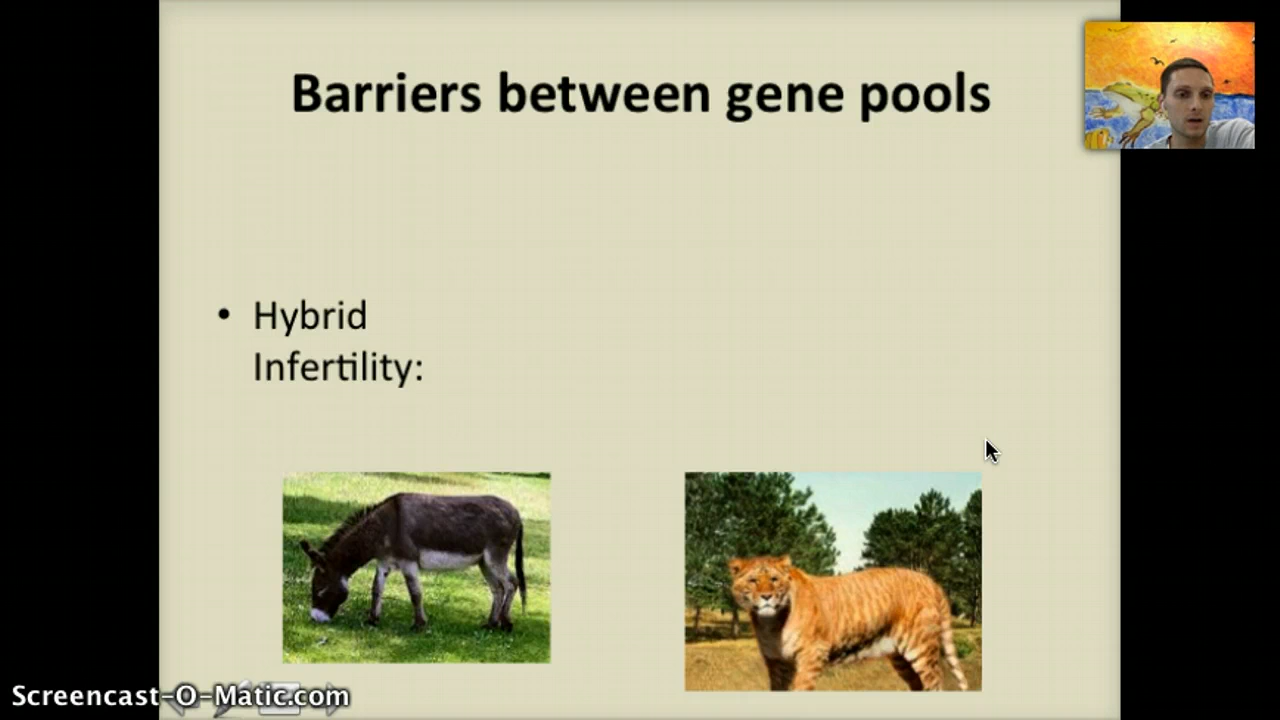 Barriers between gene pools
• Hybrid
Infertility:
Screencast-O-Matic.com